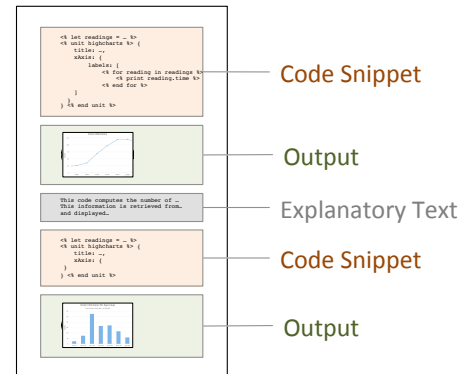 <% let readings = … %>
<% unit highcharts %> {
title: …,
xAxis: {
labels: [
<% for reading in readings %>
<% print reading.time %>
<% end for %>
]
}
} <% end unit %>
Code Snippet
Output
This code computes the number of …
This information is retrieved from…
and displayed…
Explanatory Text
<% let readings = … %>
<% unit highcharts %> {
title: …,
xAxis: {
}
} <% end unit %>
Code Snippet
Output